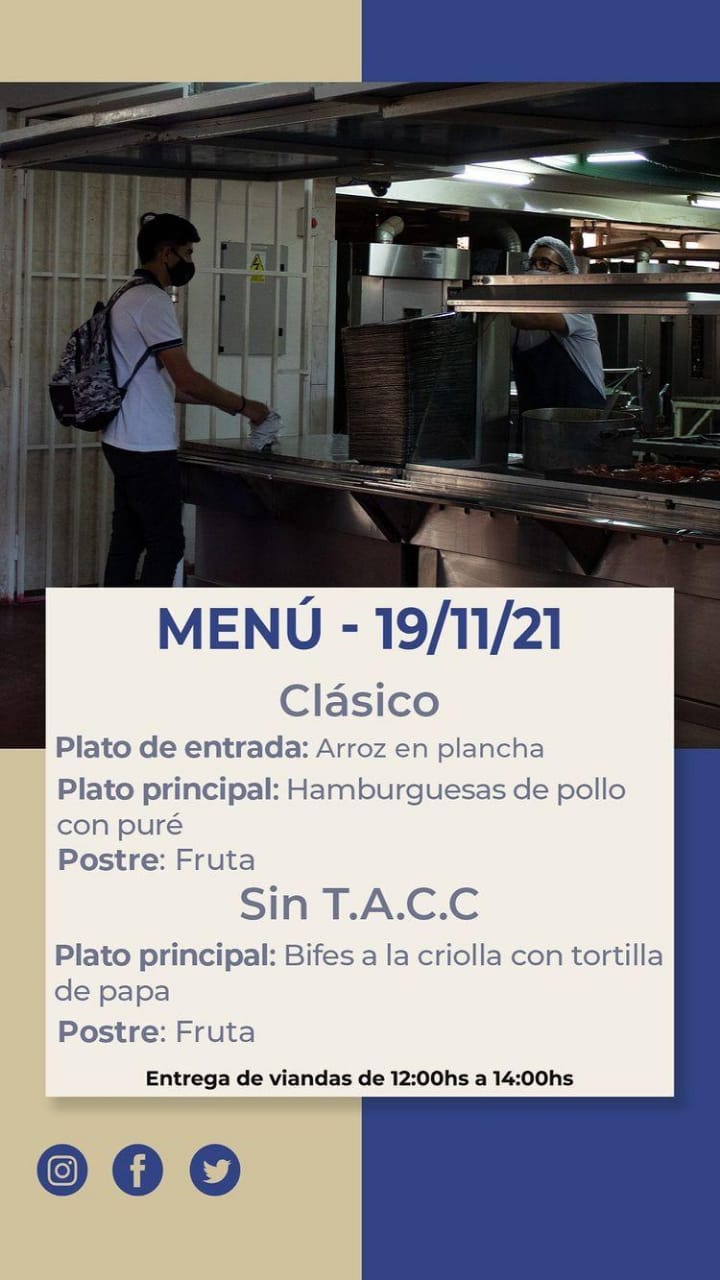 MENÚ - 19/11/21
Clásico
Plato de entrada: Arroz en plancha
Plato principal: Hamburguesas de pollo
con puré
Postre: Fruta
Sin T.A.C.C
Plato principal: Bifes a la criolla con tortilla
de papa
Postre: Fruta
Entrega de viandas de 12:00hs a 14:00hs